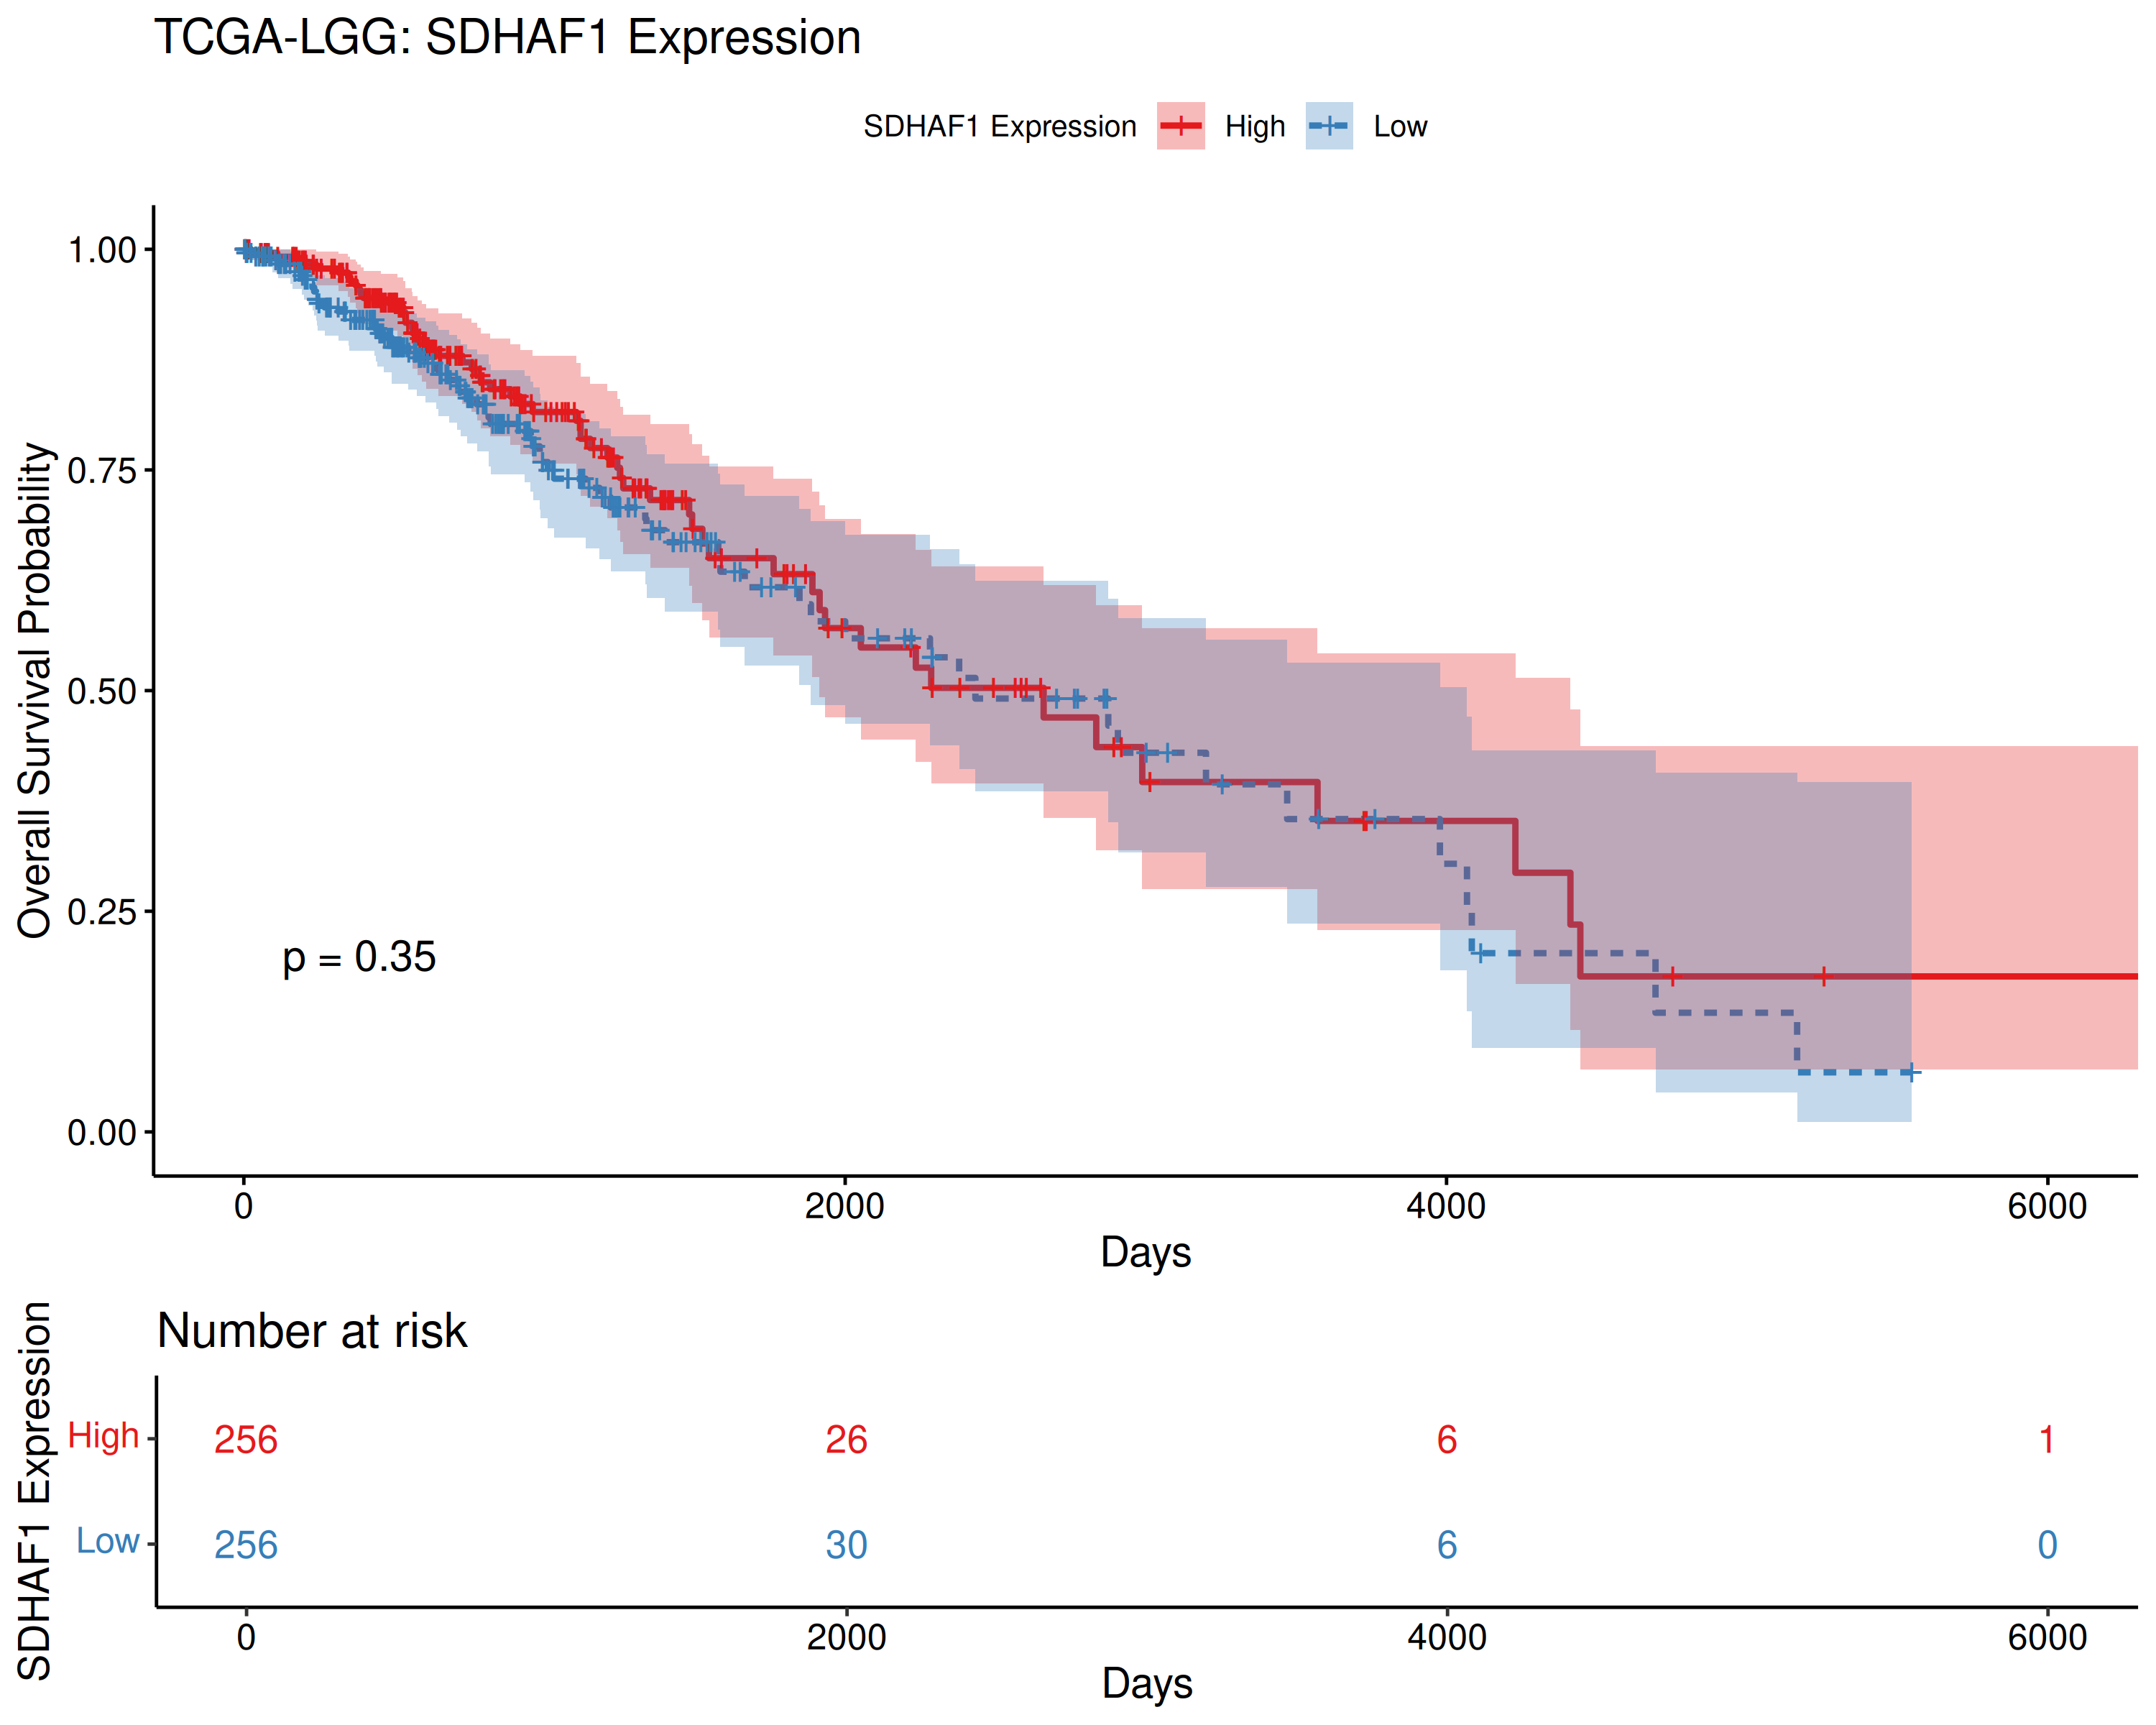 TCGA-LGG: SDHAF1 Expression
SDHAF1 Expression High Low
Overall Survival Probability
1.00
0.75
0.50
0.25
0.00
p = 0.35
0 2000 4000 6000
Days
Number at risk
SDHAF1 Expression
High 256 26 6 1
Low 256 30 6 0
0 2000 4000 6000
Days